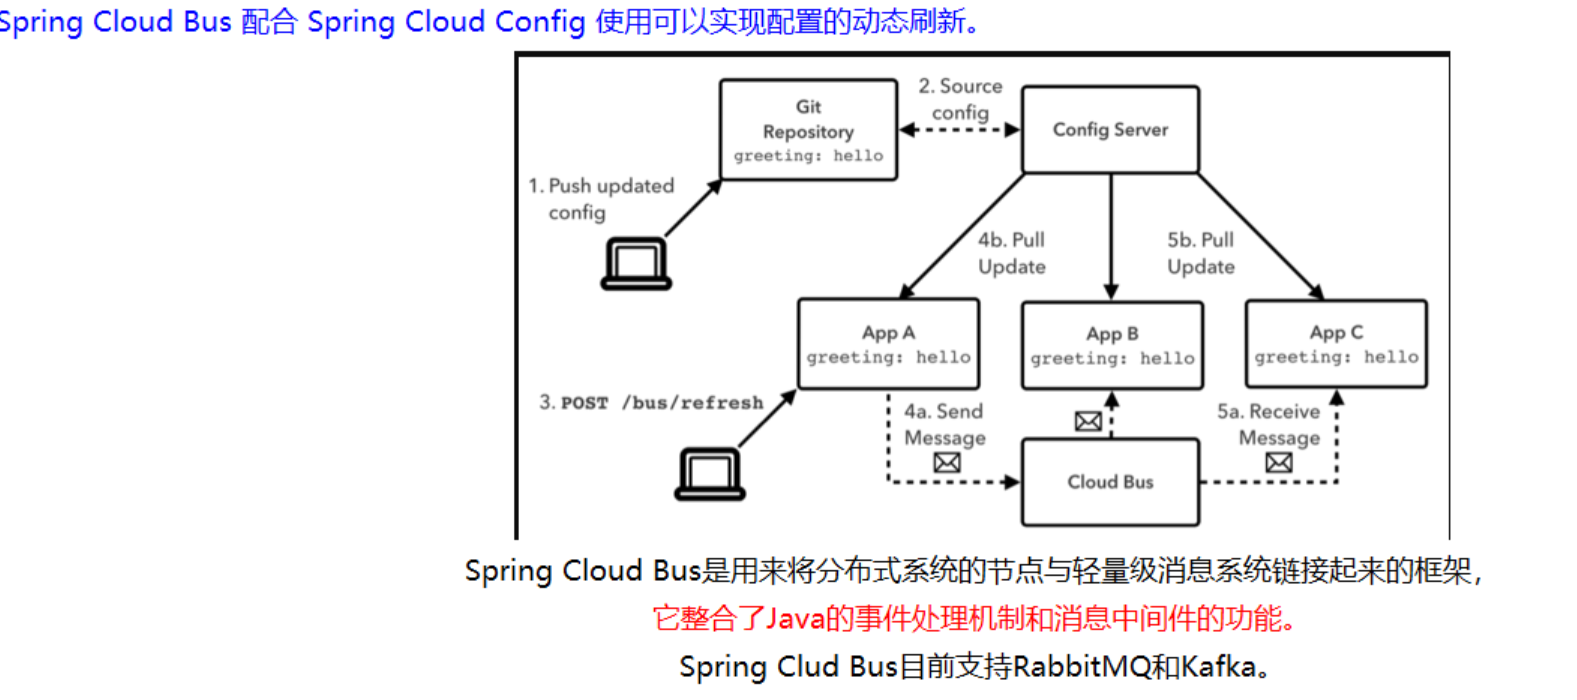 Spring Cloud Bus 配合 Spring Cloud Config 使用可以实现配置的动态刷新。
Git
Repository
greeting: hello
2. Source
config
Config Server
1. Push updated
config
4b. Pull
Update
5b. Pull
Update
App A
greeting: hello
App B
greeting: hello
App C
greeting: hello
3. POST /bus/refresh
4a. Send
Message
5a. Receive
Message
Cloud Bus
Spring Cloud Bus是用来将分布式系统的节点与轻量级消息系统链接起来的框架，
它整合了Java的事件处理机制和消息中间件的功能。
Spring Clud Bus目前支持RabbitMQ和Kafka。